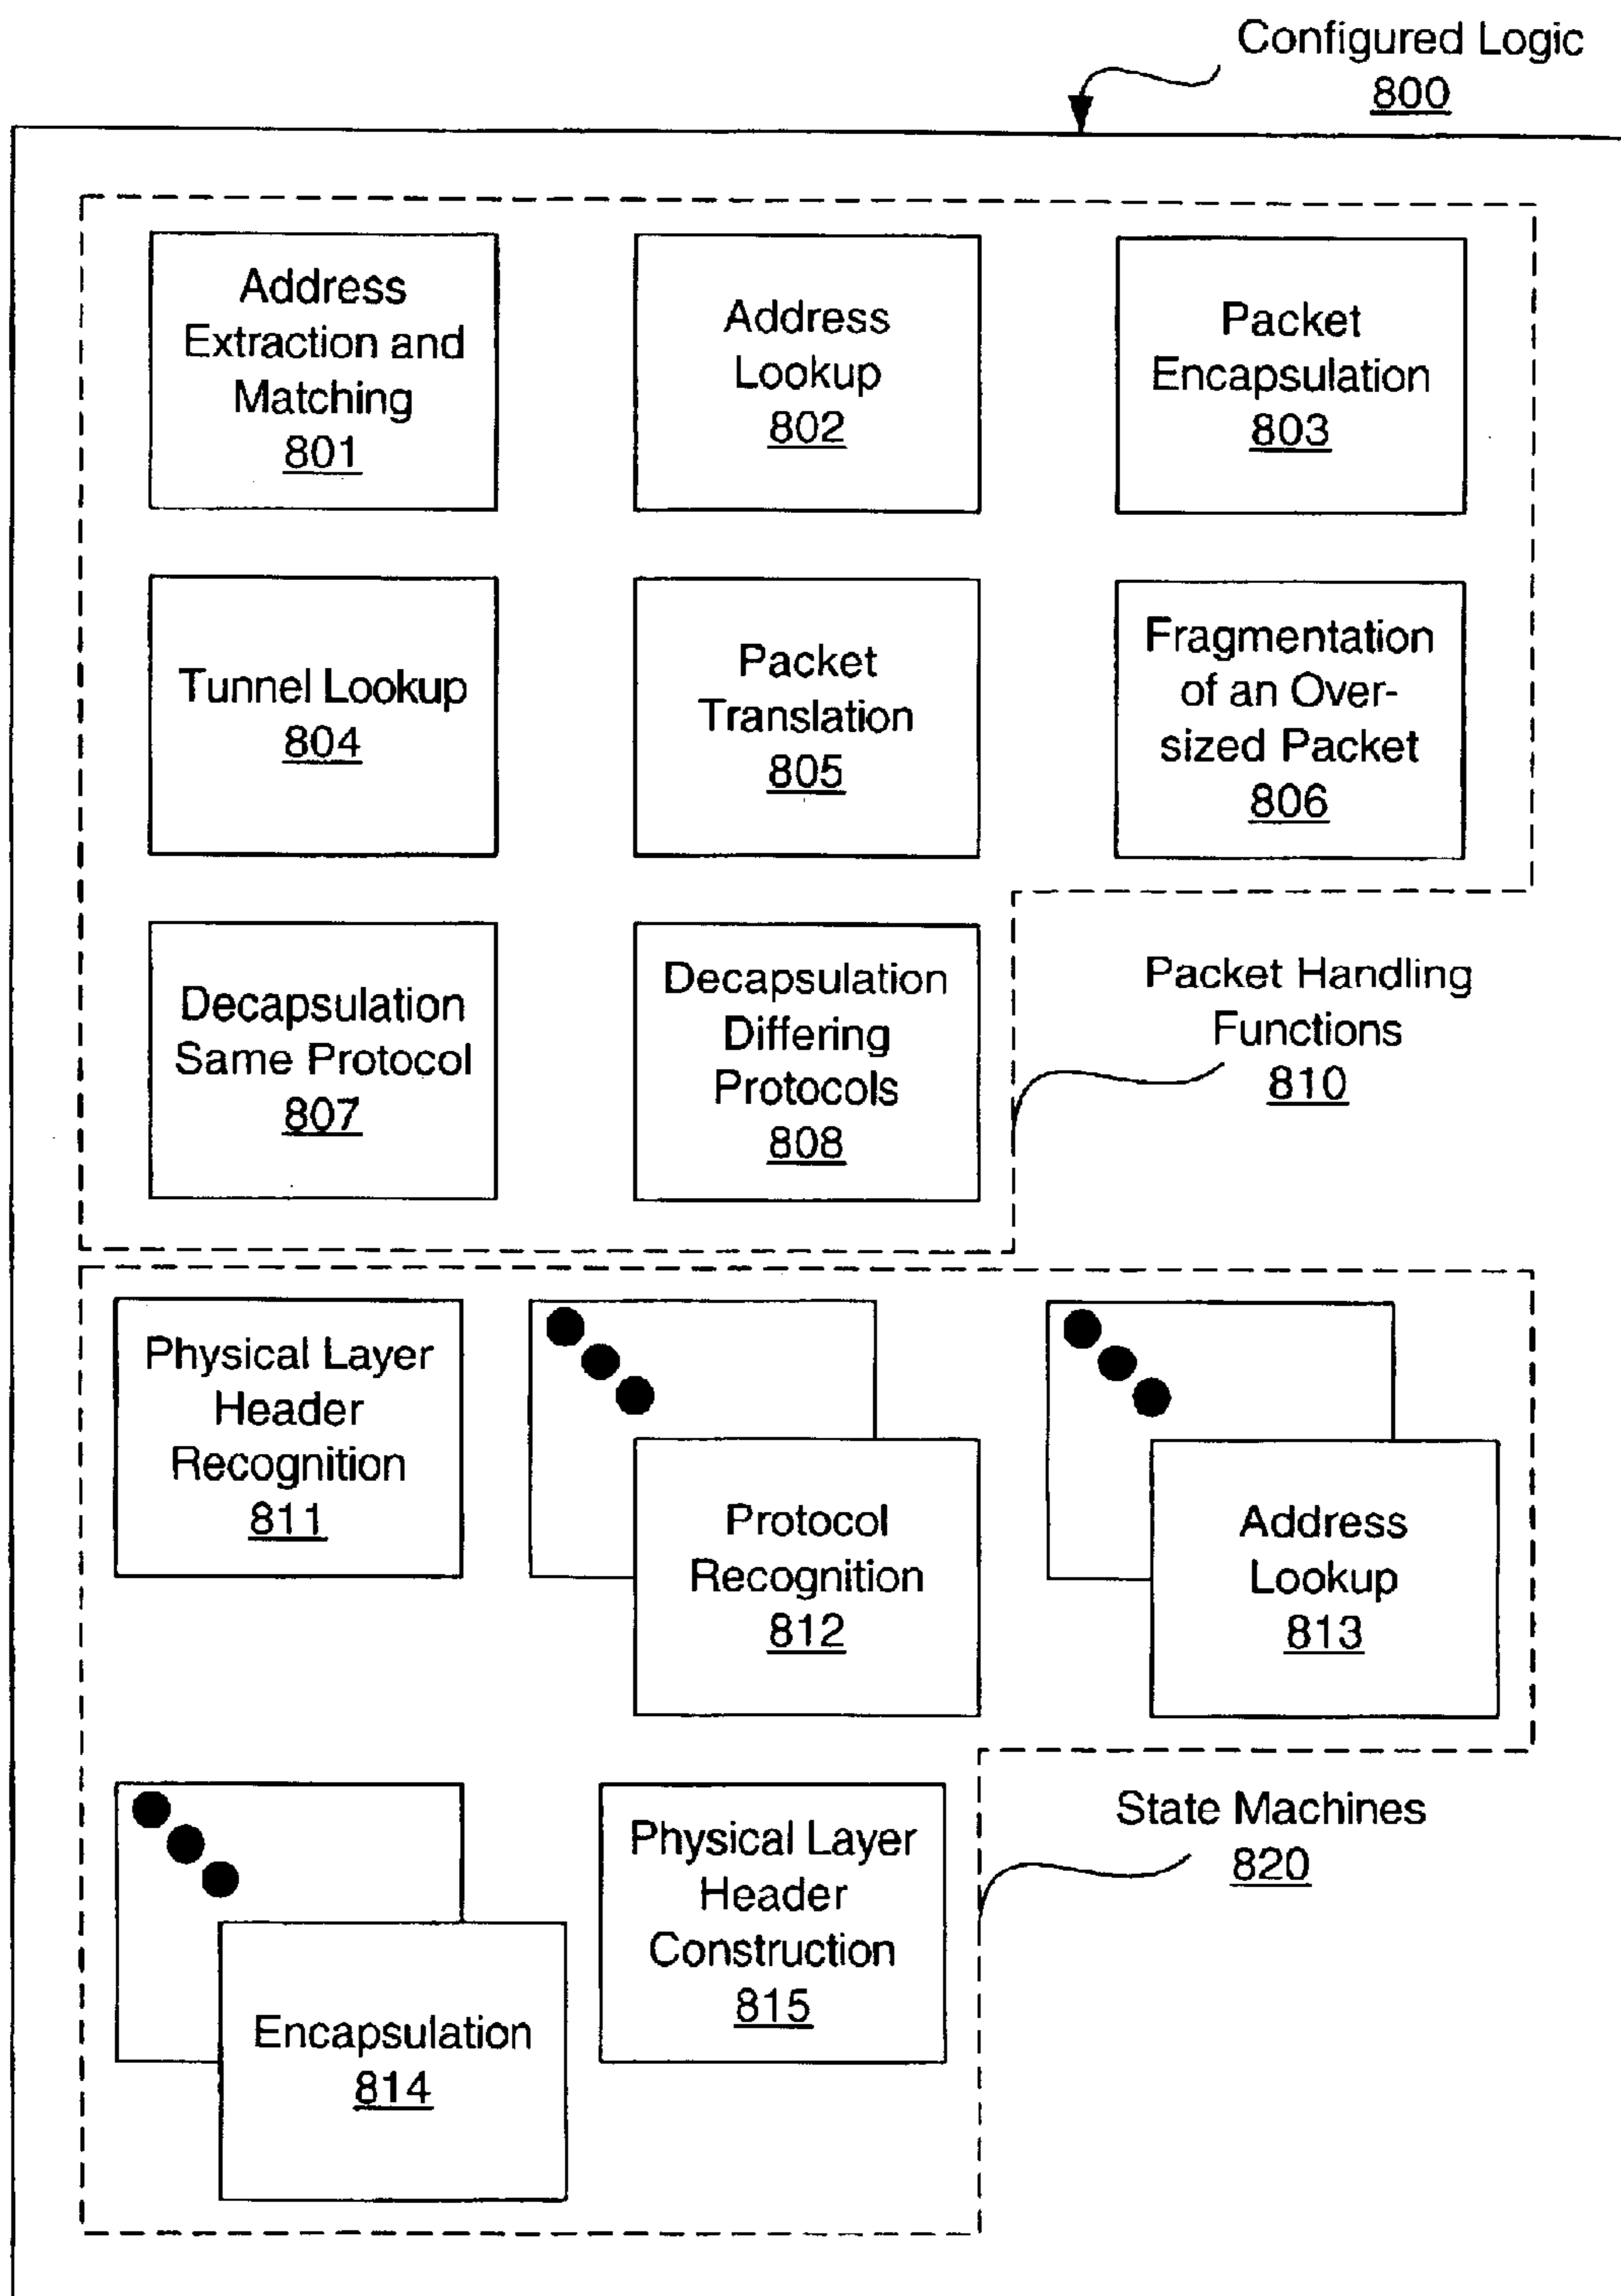 Configured Logic
800
Address
Extraction and
Matching
801
Address
Lookup
802
Packet
Encapsulation
803
Tunnel Lookup
804
Packet
Translation
805
Fragmentation
of an Over-
sized Packet
806
Decapsulation
Same Protocol
807
Decapsulation
Differing
Protocols
808
Packet Handling
Functions
810
Physical Layer
Header
Recognition
811
Protocol
Recognition
812
Address
Lookup
813
Encapsulation
814
Physical Layer
Header
Construction
815
State Machines
820